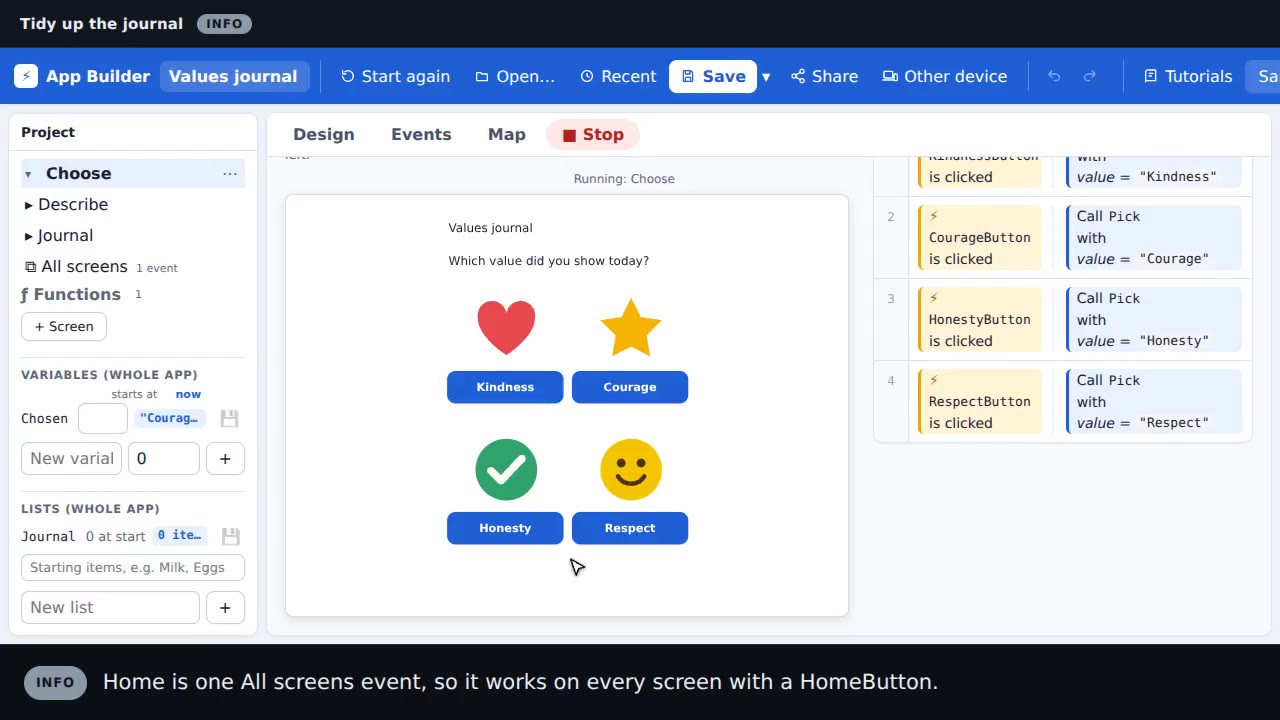 Tidy up the journal INFO
App Builder Values journal Start again Open... Recent Save Share Other device Tutorials
Project
Design Events Map Stop
Choose
Describe
Journal
All screens 1 event
Functions 1
+ Screen
VARIABLES (WHOLE APP)
starts at now
Chosen "Courag…
New varial 0 +
LISTS (WHOLE APP)
Journal 0 at start 0 ite…
Starting items, e.g. Milk, Eggs
New list +
Running: Choose
Values journal
Which value did you show today?
Kindness Courage
Honesty Respect
KindnessButton
is clicked
with
value = "Kindness"
2
CourageButton
is clicked
Call Pick
with
value = "Courage"
3
HonestyButton
is clicked
Call Pick
with
value = "Honesty"
4
RespectButton
is clicked
Call Pick
with
value = "Respect"
INFO Home is one All screens event, so it works on every screen with a HomeButton.